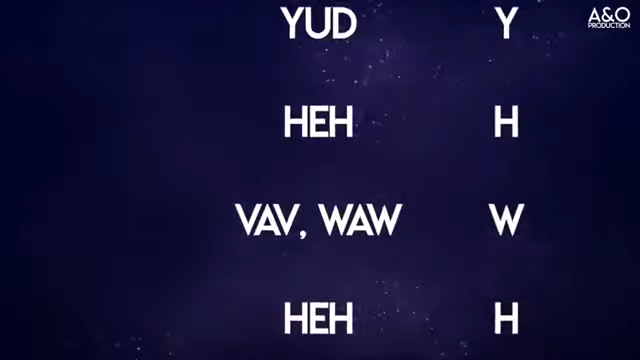 YUD Y
A&O
PRODUCTION
HEH H
VAV, WAW W
HEH H